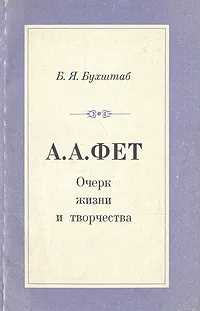 Б. Я. Бухштаб
А. А. ФЕТ
Очерк
жизни
и творчества